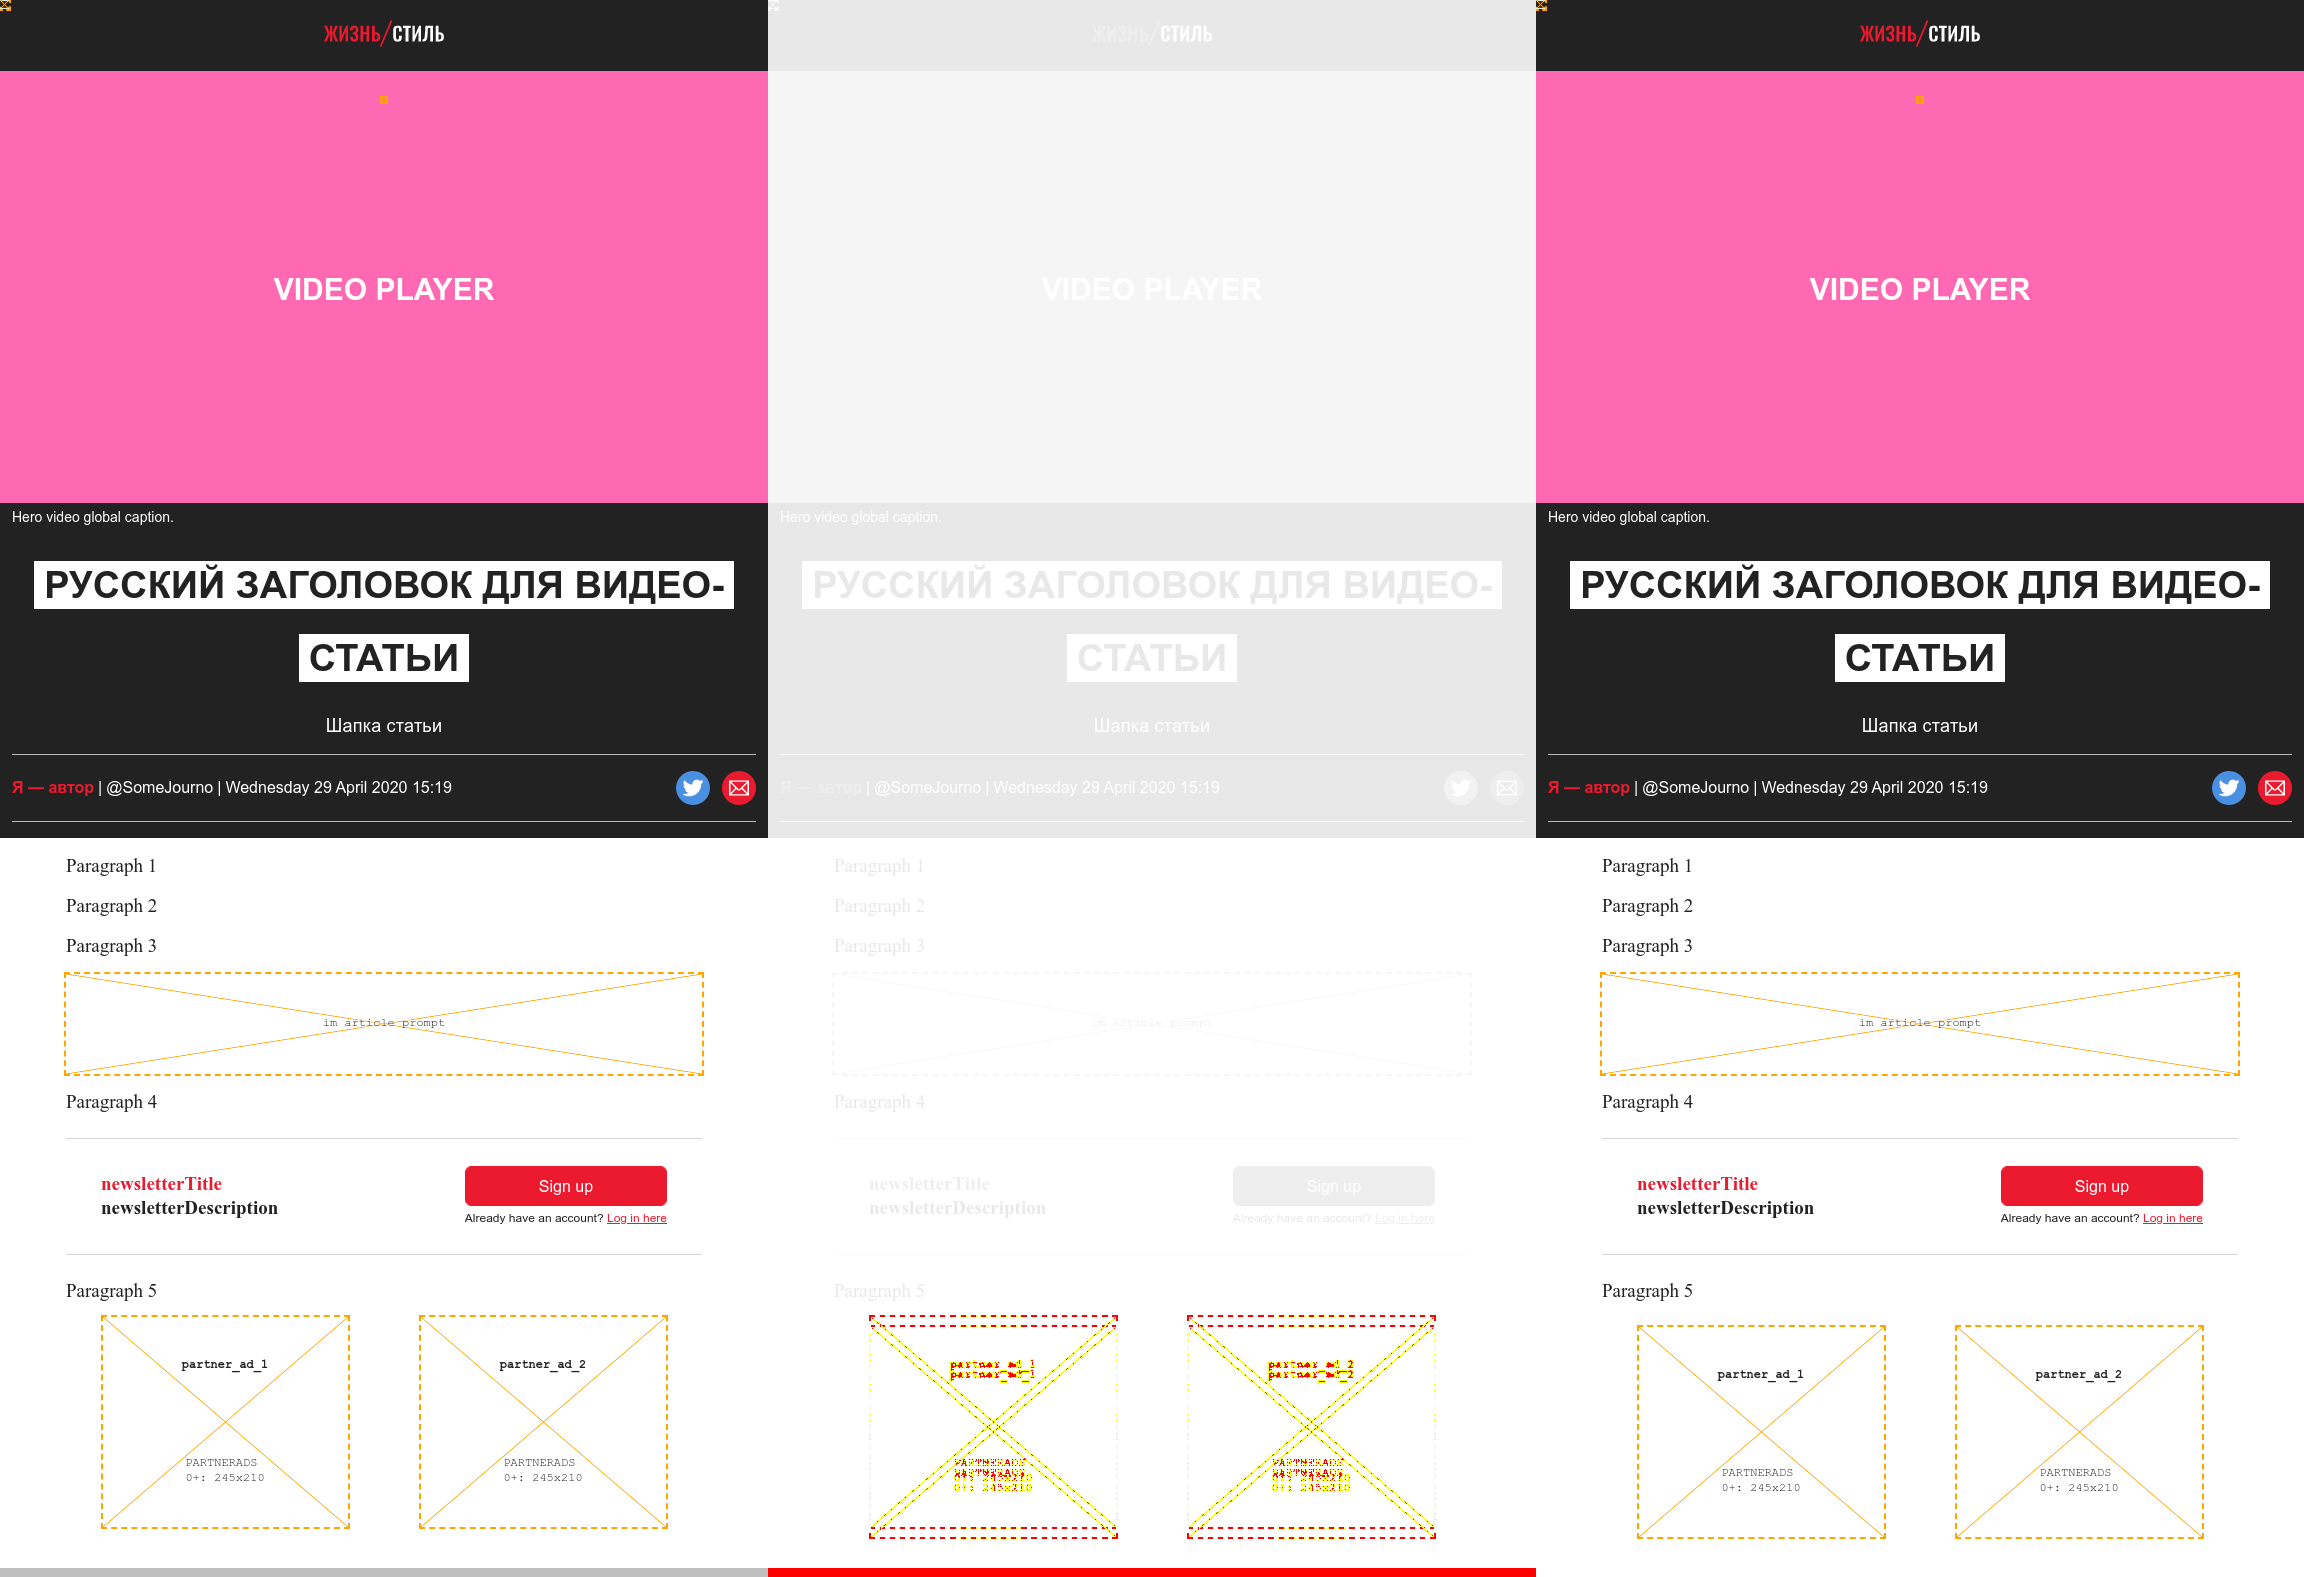 ЖИЗНЬ/СТИЛЬ
VIDEO PLAYER
Hero video global caption.
РУССКИЙ ЗАГОЛОВОК ДЛЯ ВИДЕО-
СТАТЬИ
Шапка статьи
Я — автор | @SomeJourno | Wednesday 29 April 2020 15:19
Paragraph 1
Paragraph 2
Paragraph 3
im article prompt
Paragraph 4
newsletterTitle
newsletterDescription
Sign up
Already have an account? Log in here
Paragraph 5
partner_ad_1
PARTNERADS
0+: 245x210
partner_ad_2
PARTNERADS
0+: 245x210
ЖИЗНЬ/СТИЛЬ
VIDEO PLAYER
Hero video global caption.
РУССКИЙ ЗАГОЛОВОК ДЛЯ ВИДЕО-
СТАТЬИ
Шапка статьи
Я — автор | @SomeJourno | Wednesday 29 April 2020 15:19
Paragraph 1
Paragraph 2
Paragraph 3
im article prompt
Paragraph 4
newsletterTitle
newsletterDescription
Sign up
Already have an account? Log in here
Paragraph 5
partner_ad_1
partner_ad_1
PARTNERADS
PARTNERADS
0+: 245x210
0+: 245x210
partner_ad_2
partner_ad_2
PARTNERADS
PARTNERADS
0+: 245x210
0+: 245x210
ЖИЗНЬ/СТИЛЬ
VIDEO PLAYER
Hero video global caption.
РУССКИЙ ЗАГОЛОВОК ДЛЯ ВИДЕО-
СТАТЬИ
Шапка статьи
Я — автор | @SomeJourno | Wednesday 29 April 2020 15:19
Paragraph 1
Paragraph 2
Paragraph 3
im article prompt
Paragraph 4
newsletterTitle
newsletterDescription
Sign up
Already have an account? Log in here
Paragraph 5
partner_ad_1
PARTNERADS
0+: 245x210
partner_ad_2
PARTNERADS
0+: 245x210